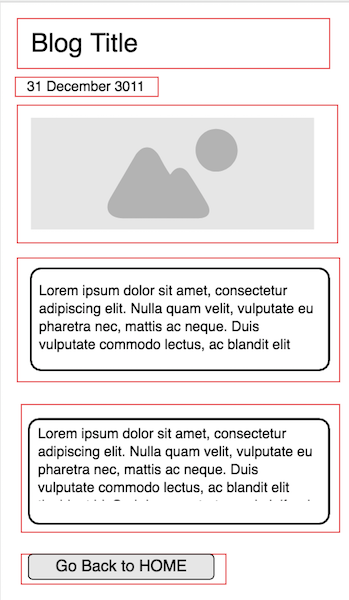 Blog Title
31 December 3011
Lorem ipsum dolor sit amet, consectetur
adipiscing elit. Nulla quam velit, vulputate eu
pharetra nec, mattis ac neque. Duis
vulputate commodo lectus, ac blandit elit
Lorem ipsum dolor sit amet, consectetur
adipiscing elit. Nulla quam velit, vulputate eu
pharetra nec, mattis ac neque. Duis
vulputate commodo lectus, ac blandit elit
Go Back to HOME